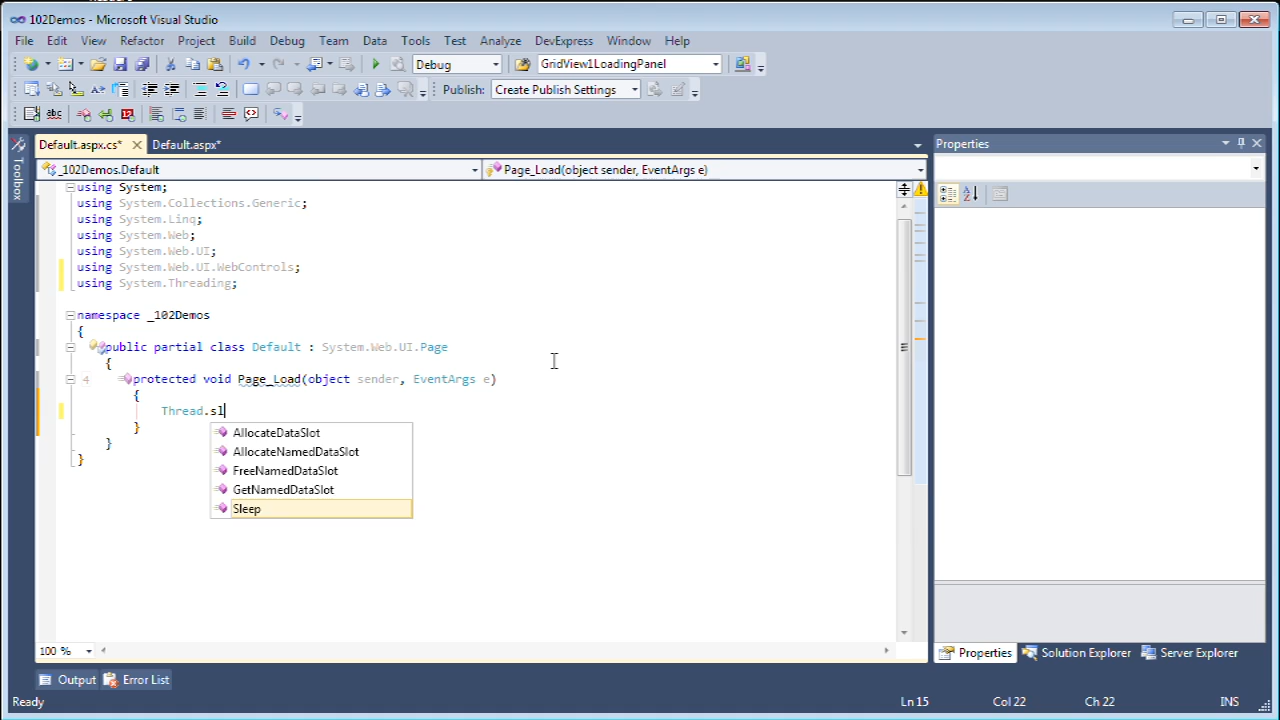 102Demos - Microsoft Visual Studio
File Edit View Refactor Project Build Debug Team Data Tools Test Analyze DevExpress Window Help
Debug GridView1LoadingPanel
Publish: Create Publish Settings
abc
Default.aspx.cs* Default.aspx*
Properties
Toolbox
_102Demos.Default Page_Load(object sender, EventArgs e)
using System;
using System.Collections.Generic;
using System.Linq;
using System.Web;
using System.Web.UI;
using System.Web.UI.WebControls;
using System.Threading;
namespace _102Demos
{
public partial class Default : System.Web.UI.Page
{
4 protected void Page_Load(object sender, EventArgs e)
{
Thread.sl
}
}
}
AllocateDataSlot
AllocateNamedDataSlot
FreeNamedDataSlot
GetNamedDataSlot
Sleep
100 %
Properties Solution Explorer Server Explorer
Output Error List
Ready Ln 15 Col 22 Ch 22 INS